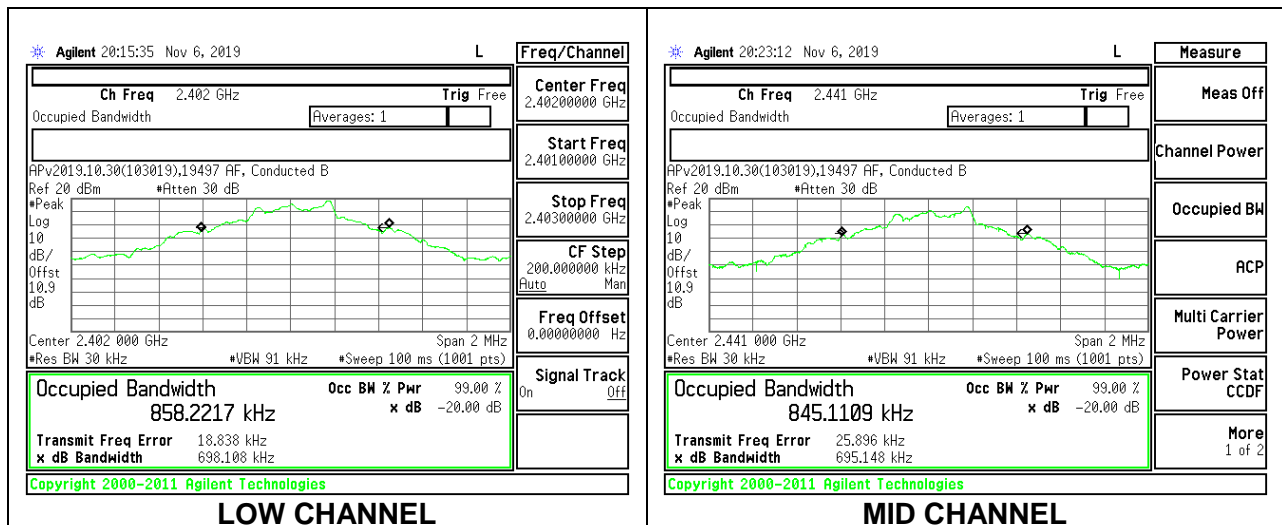 Agilent 20:15:35 Nov 6, 2019 L
Freq/Channel
Ch Freq 2.402 GHz Trig Free
Occupied Bandwidth Averages: 1
APv2019.10.30(103019),19497 AF, Conducted B
Ref 20 dBm #Atten 30 dB
#Peak
Log
10
dB/
Offst
10.9
dB
Center 2.402 000 GHz Span 2 MHz
#Res BW 30 kHz #VBW 91 kHz #Sweep 100 ms (1001 pts)
Occupied Bandwidth Occ BW % Pwr 99.00 %
858.2217 kHz x dB -20.00 dB
Transmit Freq Error 18.838 kHz
x dB Bandwidth 698.108 kHz
Copyright 2000-2011 Agilent Technologies
Center Freq
2.40200000 GHz
Start Freq
2.40100000 GHz
Stop Freq
2.40300000 GHz
CF Step
200.000000 kHz
Auto Man
Freq Offset
0.00000000 Hz
Signal Track
On Off
LOW CHANNEL
Agilent 20:23:12 Nov 6, 2019 L
Measure
Ch Freq 2.441 GHz Trig Free
Occupied Bandwidth Averages: 1
APv2019.10.30(103019),19497 AF, Conducted B
Ref 20 dBm #Atten 30 dB
#Peak
Log
10
dB/
Offst
10.9
dB
Center 2.441 000 GHz Span 2 MHz
#Res BW 30 kHz #VBW 91 kHz #Sweep 100 ms (1001 pts)
Occupied Bandwidth Occ BW % Pwr 99.00 %
845.1109 kHz x dB -20.00 dB
Transmit Freq Error 25.896 kHz
x dB Bandwidth 695.148 kHz
Copyright 2000-2011 Agilent Technologies
Meas Off
Channel Power
Occupied BW
ACP
Multi Carrier
Power
Power Stat
CCDF
More
1 of 2
MID CHANNEL